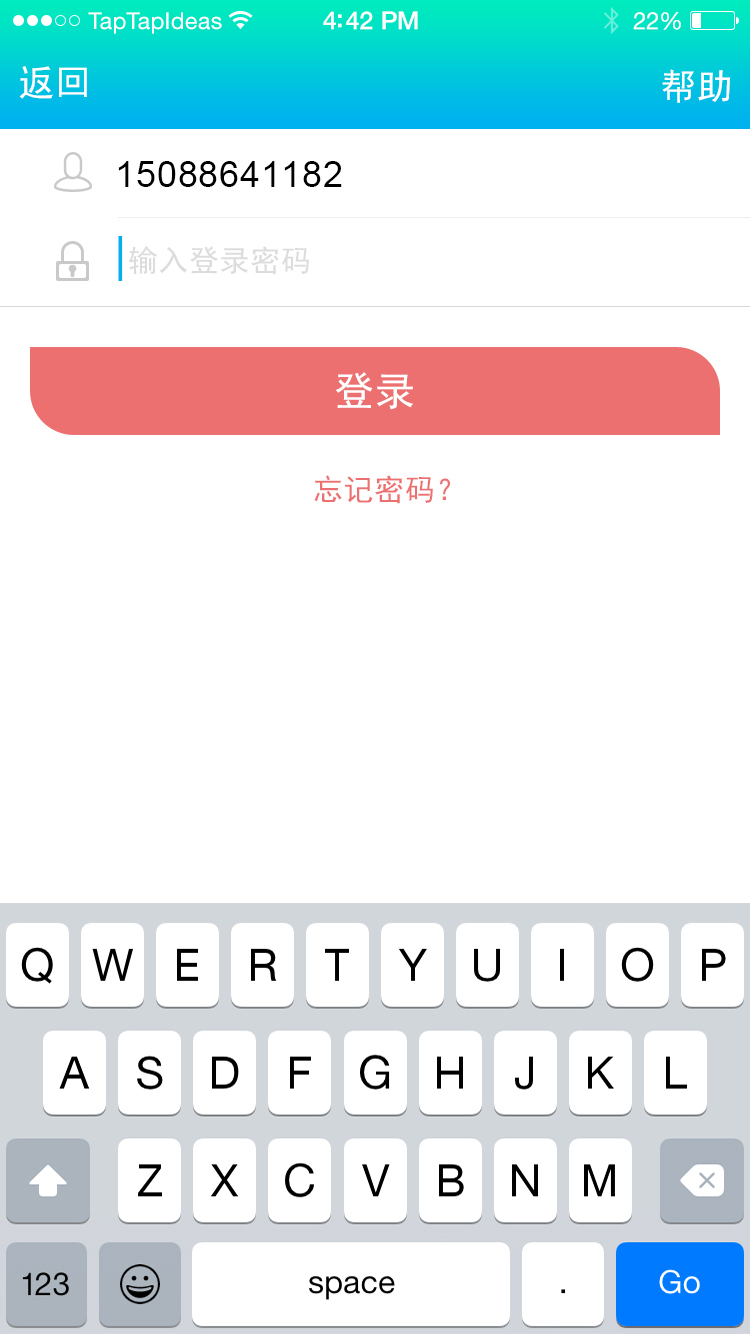 TapTapIdeas 4:42 PM 22%
返回 帮助
15088641182
输入登录密码
登录
忘记密码？
Q W E R T Y U I O P
A S D F G H J K L
Z X C V B N M
123 space . Go